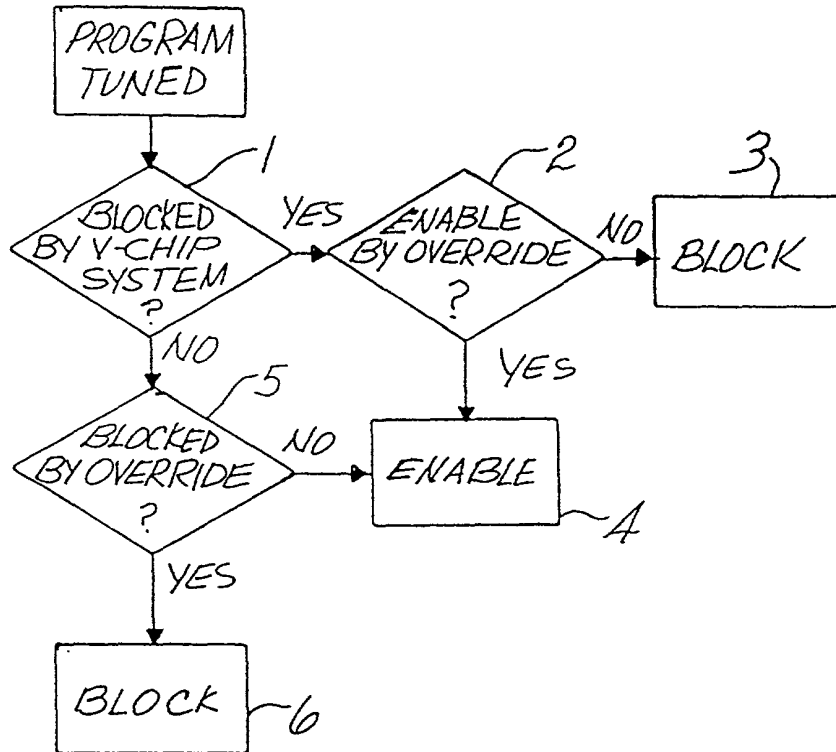 PROGRAM
TUNED
1
BLOCKED
BY V-CHIP
SYSTEM
?
YES
2
ENABLE
BY OVERRIDE
?
NO
3
BLOCK
NO
YES
5
BLOCKED
BY OVERRIDE
?
NO
ENABLE
4
YES
BLOCK
6